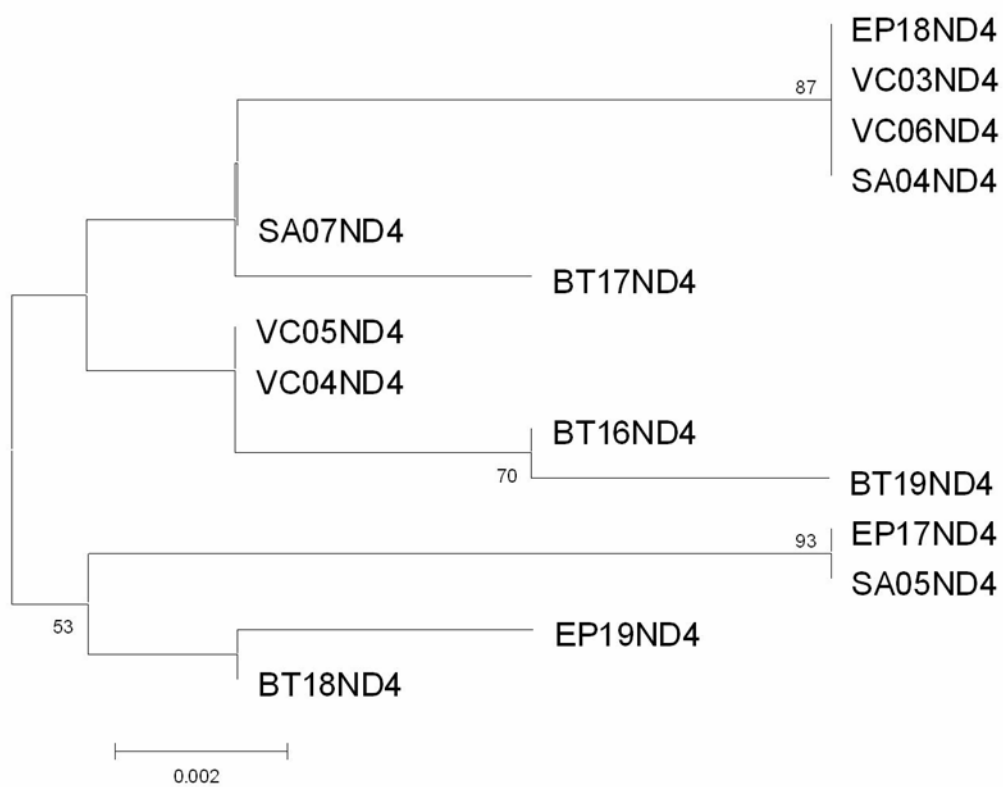 EP18ND4
87
VC03ND4
VC06ND4
SA04ND4
SA07ND4
BT17ND4
VC05ND4
VC04ND4
BT16ND4
70
BT19ND4
EP17ND4
93
SA05ND4
53
EP19ND4
BT18ND4
0.002